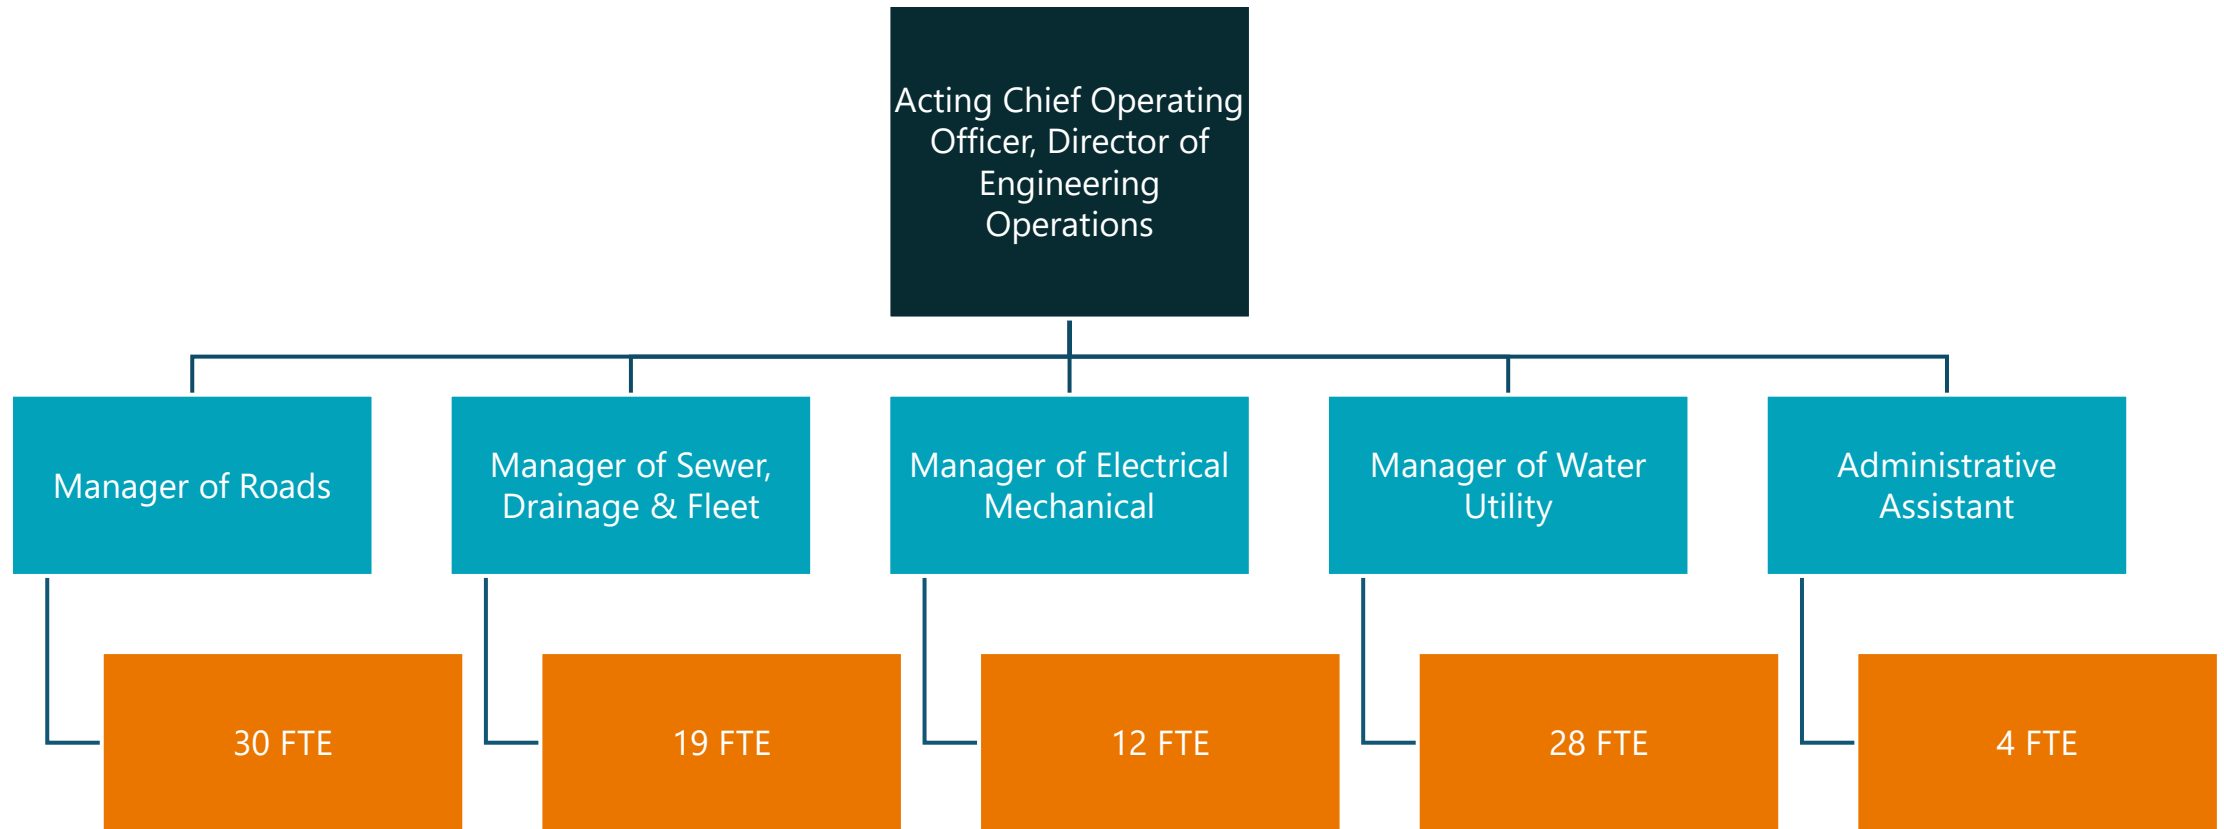 Acting Chief Operating
Officer, Director of
Engineering
Operations
Manager of Roads
Manager of Sewer,
Drainage & Fleet
Manager of Electrical
Mechanical
Manager of Water
Utility
Administrative
Assistant
30 FTE
19 FTE
12 FTE
28 FTE
4 FTE